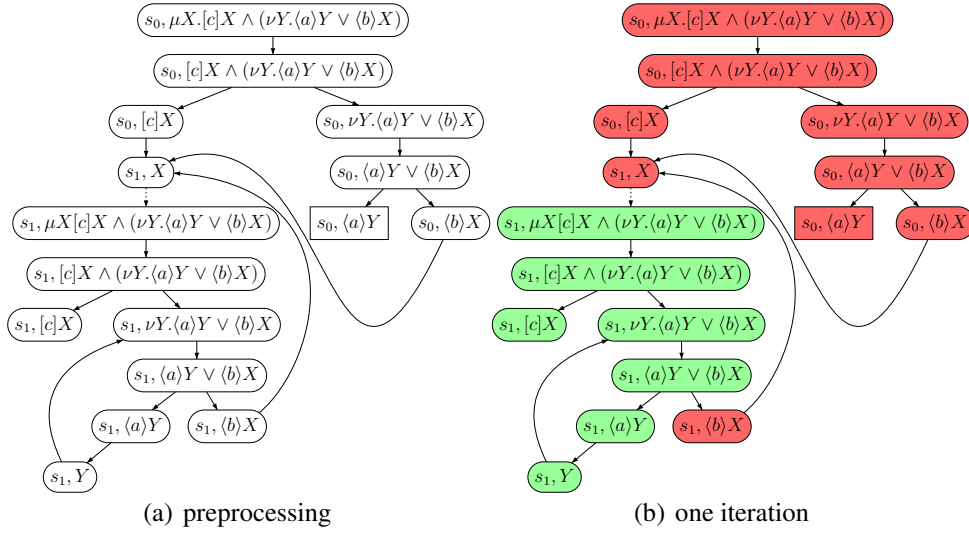 s₀, μX.[c]X ∧ (νY.⟨a⟩Y ∨ ⟨b⟩X)
s₀, [c]X ∧ (νY.⟨a⟩Y ∨ ⟨b⟩X)
s₀, [c]X
s₀, νY.⟨a⟩Y ∨ ⟨b⟩X
s₁, X
s₀, ⟨a⟩Y ∨ ⟨b⟩X
s₁, μX[c]X ∧ (νY.⟨a⟩Y ∨ ⟨b⟩X)
s₀, ⟨a⟩Y
s₀, ⟨b⟩X
s₁, [c]X ∧ (νY.⟨a⟩Y ∨ ⟨b⟩X)
s₁, [c]X
s₁, νY.⟨a⟩Y ∨ ⟨b⟩X
s₁, ⟨a⟩Y ∨ ⟨b⟩X
s₁, ⟨a⟩Y
s₁, ⟨b⟩X
s₁, Y
(a) preprocessing
s₀, μX.[c]X ∧ (νY.⟨a⟩Y ∨ ⟨b⟩X)
s₀, [c]X ∧ (νY.⟨a⟩Y ∨ ⟨b⟩X)
s₀, [c]X
s₀, νY.⟨a⟩Y ∨ ⟨b⟩X
s₁, X
s₀, ⟨a⟩Y ∨ ⟨b⟩X
s₁, μX[c]X ∧ (νY.⟨a⟩Y ∨ ⟨b⟩X)
s₀, ⟨a⟩Y
s₀, ⟨b⟩X
s₁, [c]X ∧ (νY.⟨a⟩Y ∨ ⟨b⟩X)
s₁, [c]X
s₁, νY.⟨a⟩Y ∨ ⟨b⟩X
s₁, ⟨a⟩Y ∨ ⟨b⟩X
s₁, ⟨a⟩Y
s₁, ⟨b⟩X
s₁, Y
(b) one iteration